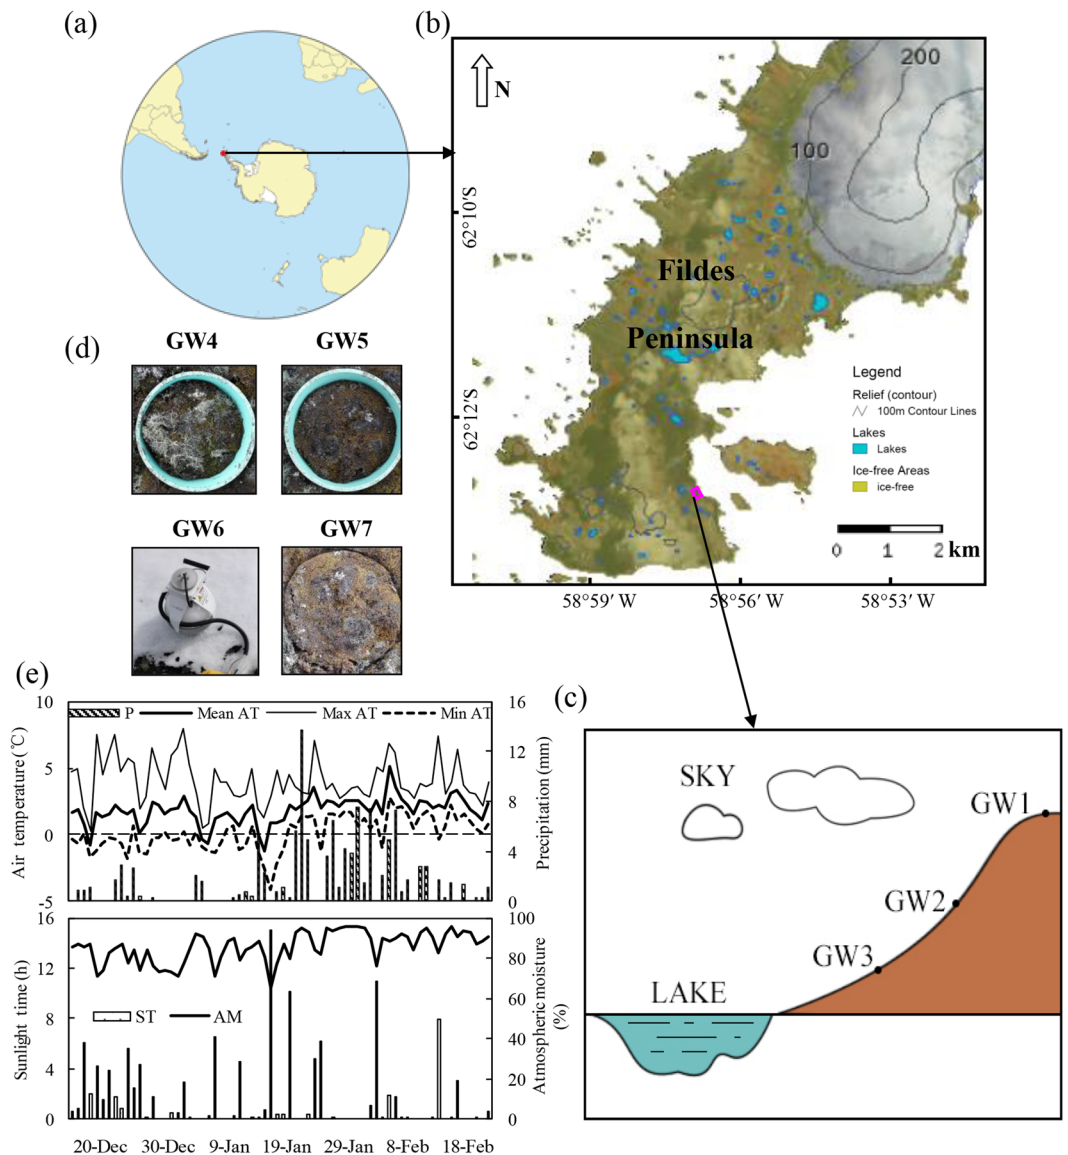 (a)
(b)
N
200
100
62°10′S
Fildes
Peninsula
62°12′S
Legend
Relief (contour)
100m Contour Lines
Lakes
Lakes
Ice-free Areas
ice-free
0 1 2 km
58°59′ W 58°56′ W 58°53′ W
(d)
GW4 GW5
GW6 GW7
(e)
10
5
0
-5
Air temperature (℃)
P Mean AT Max AT Min AT
16
12
8
4
0
Precipitation (mm)
16
12
8
4
0
Sunlight time (h)
ST AM
100
80
60
40
20
0
Atmospheric moisture
(%)
20-Dec 30-Dec 9-Jan 19-Jan 29-Jan 8-Feb 18-Feb
(c)
SKY
GW1
GW2
GW3
LAKE